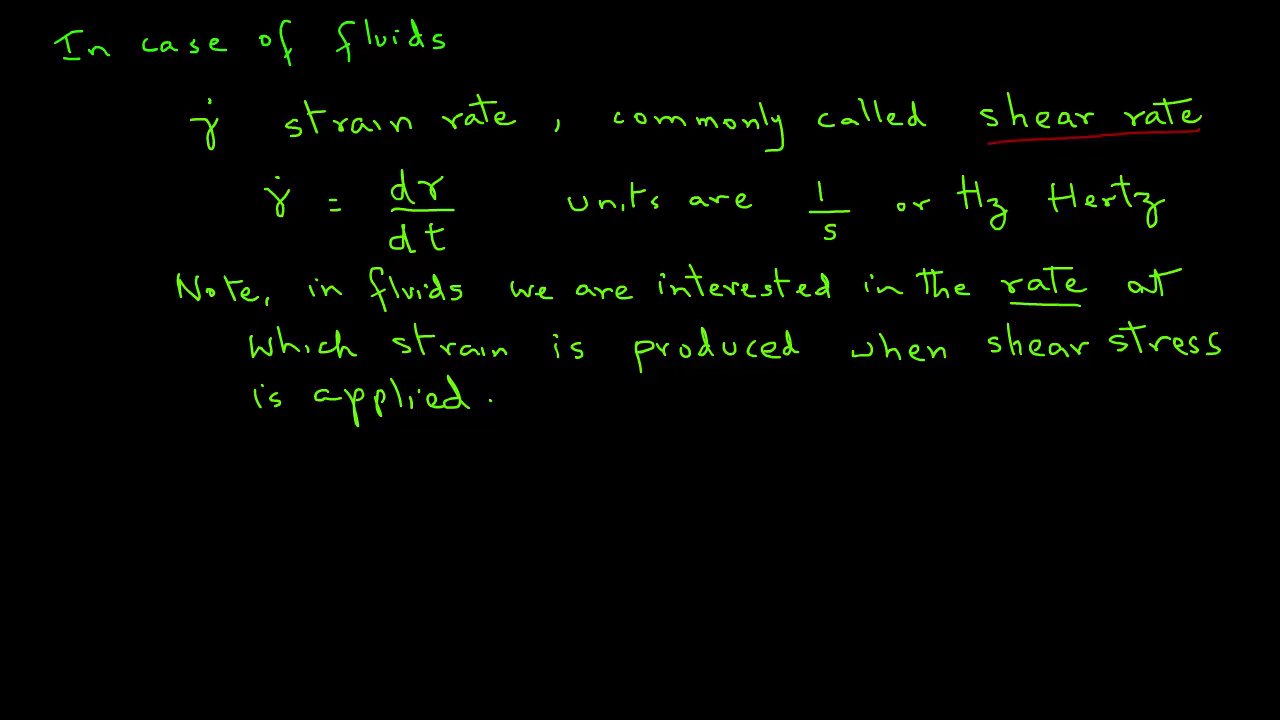 In case of fluids
γ̇ strain rate, commonly called shear rate
γ̇ = dγ/dt units are 1/s or Hz Hertz
Note, in fluids we are interested in the rate at
which strain is produced when shear stress
is applied.